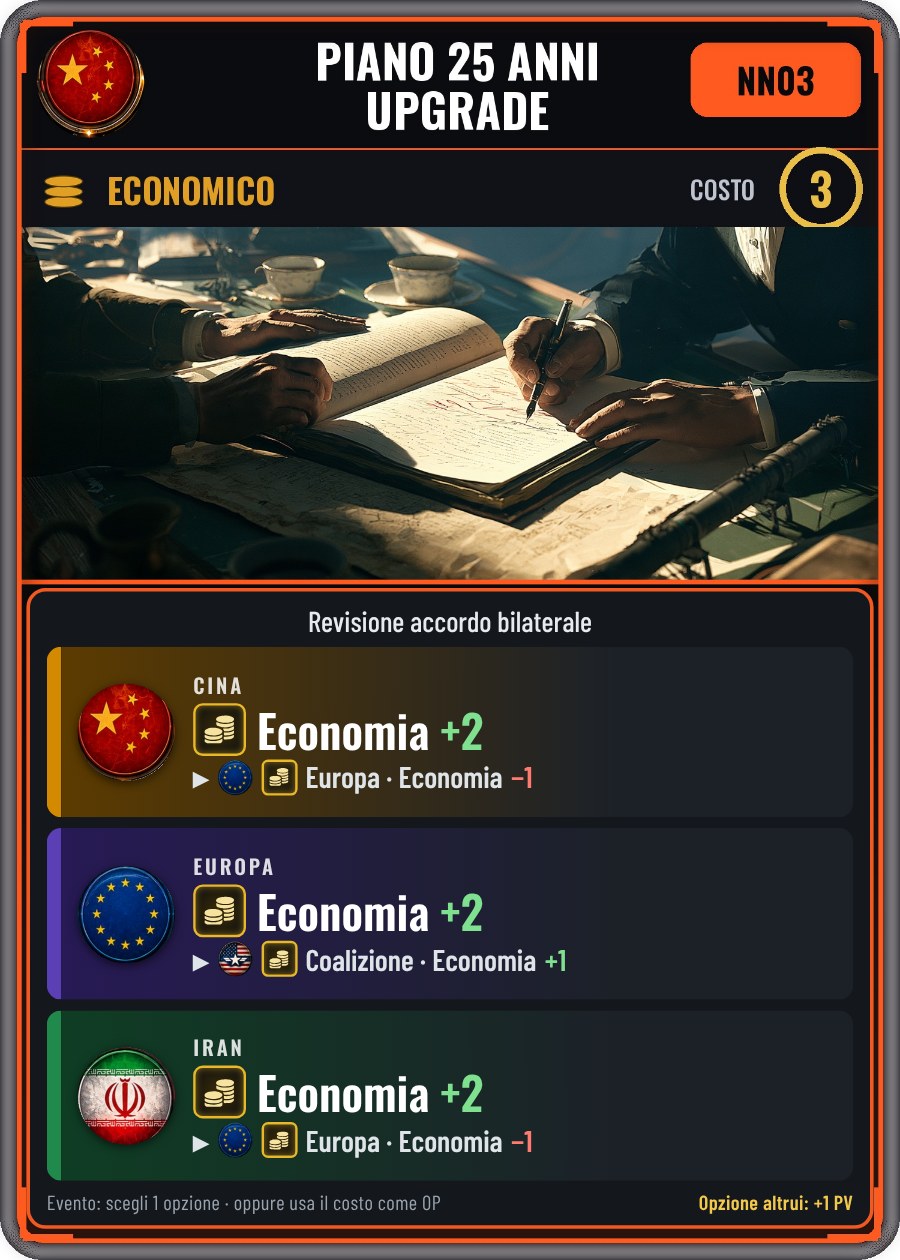 PIANO 25 ANNI
UPGRADE
NN03
ECONOMICO
COSTO
3
Revisione accordo bilaterale
CINA
Economia +2
▶ Europa · Economia −1
EUROPA
Economia +2
▶ Coalizione · Economia +1
IRAN
Economia +2
▶ Europa · Economia −1
Evento: scegli 1 opzione · oppure usa il costo come OP
Opzione altrui: +1 PV